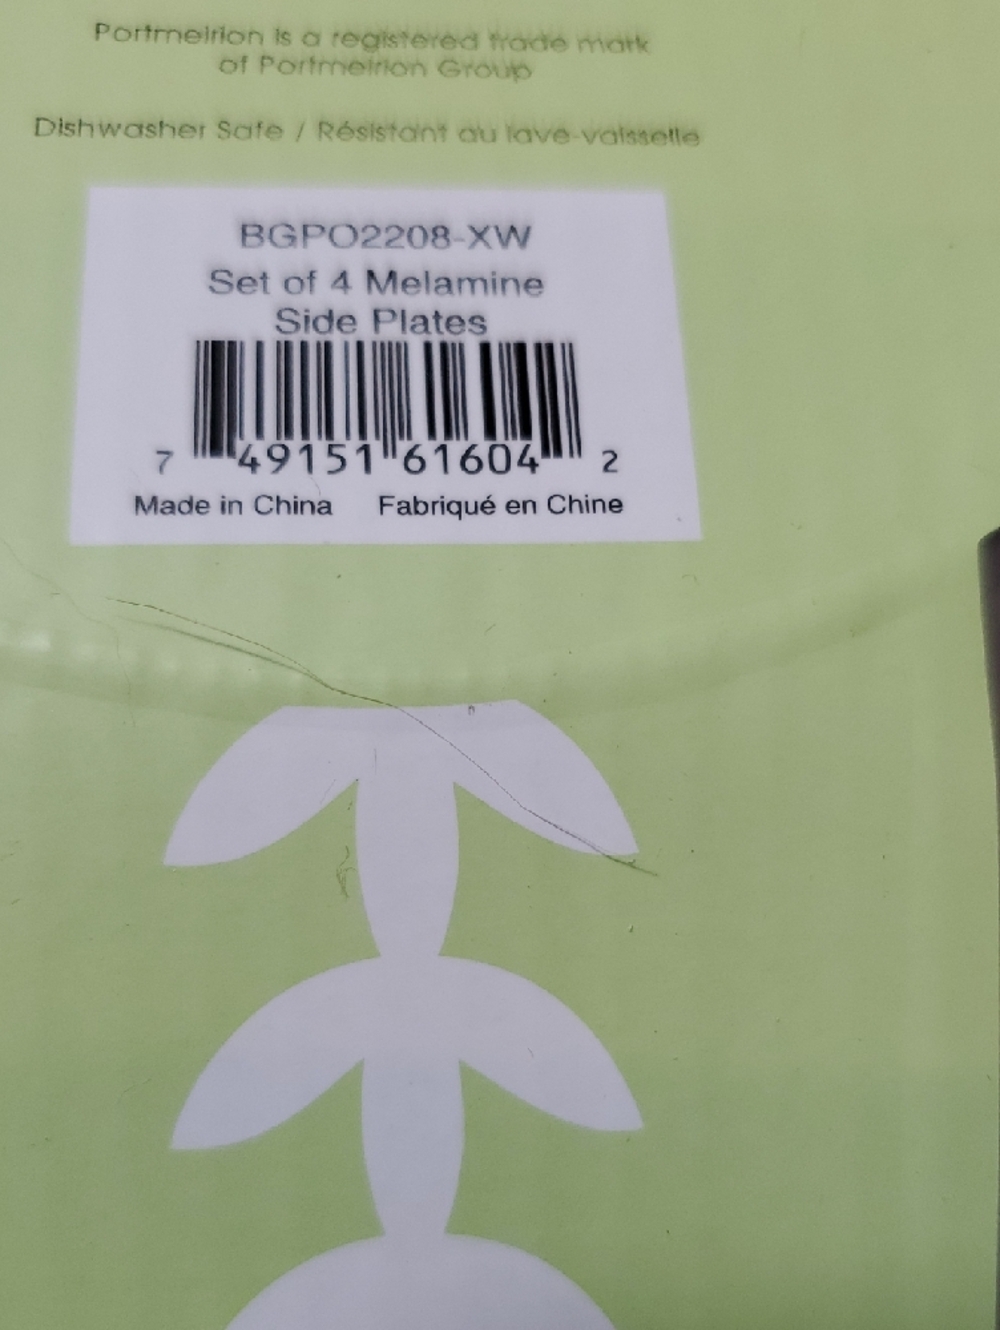 Portmeirion is a registered trade mark
of Portmeirion Group
Dishwasher Safe / Résistant au lave-vaisselle
BGPO2208-XW
Set of 4 Melamine
Side Plates
7 49151 61604 2
Made in China Fabriqué en Chine